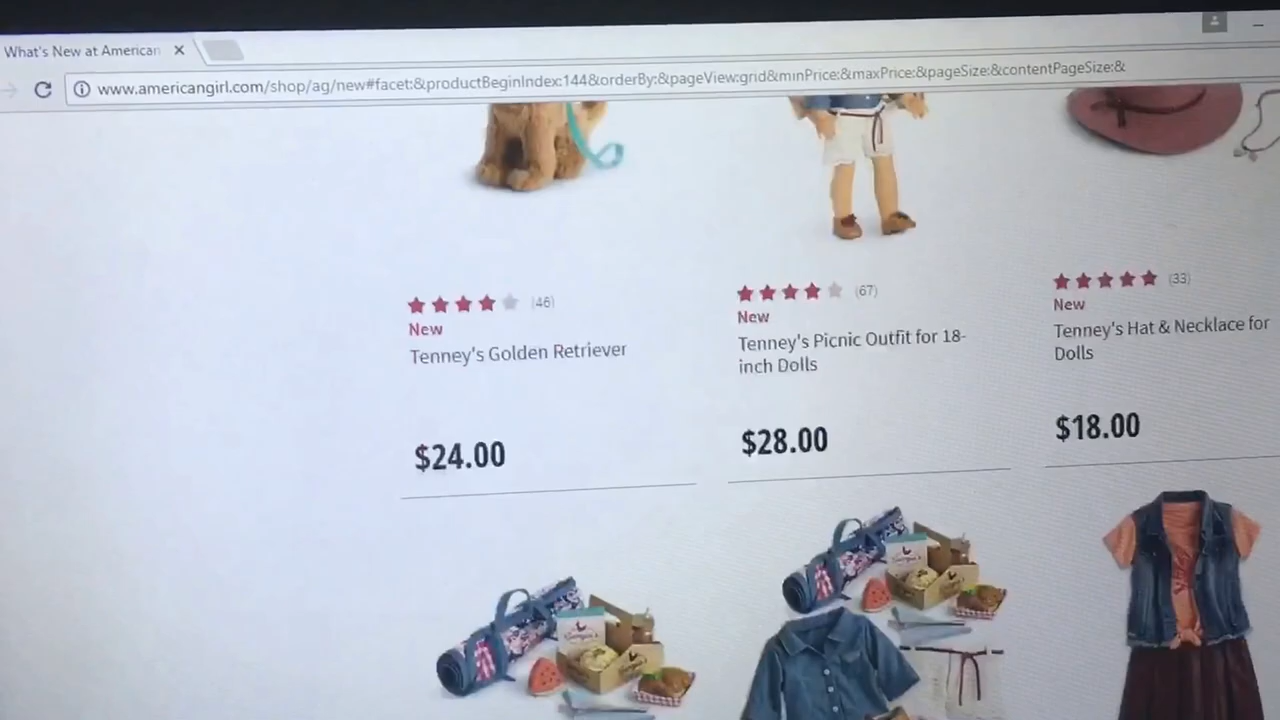 What's New at American
www.americangirl.com/shop/ag/new#facet:&productBeginIndex:144&orderBy:&pageView:grid&minPrice:&maxPrice:&pageSize:&contentPageSize:&
(46)
New
Tenney's Golden Retriever
$24.00
(67)
New
Tenney's Picnic Outfit for 18-
inch Dolls
$28.00
(33)
New
Tenney's Hat & Necklace for
Dolls
$18.00